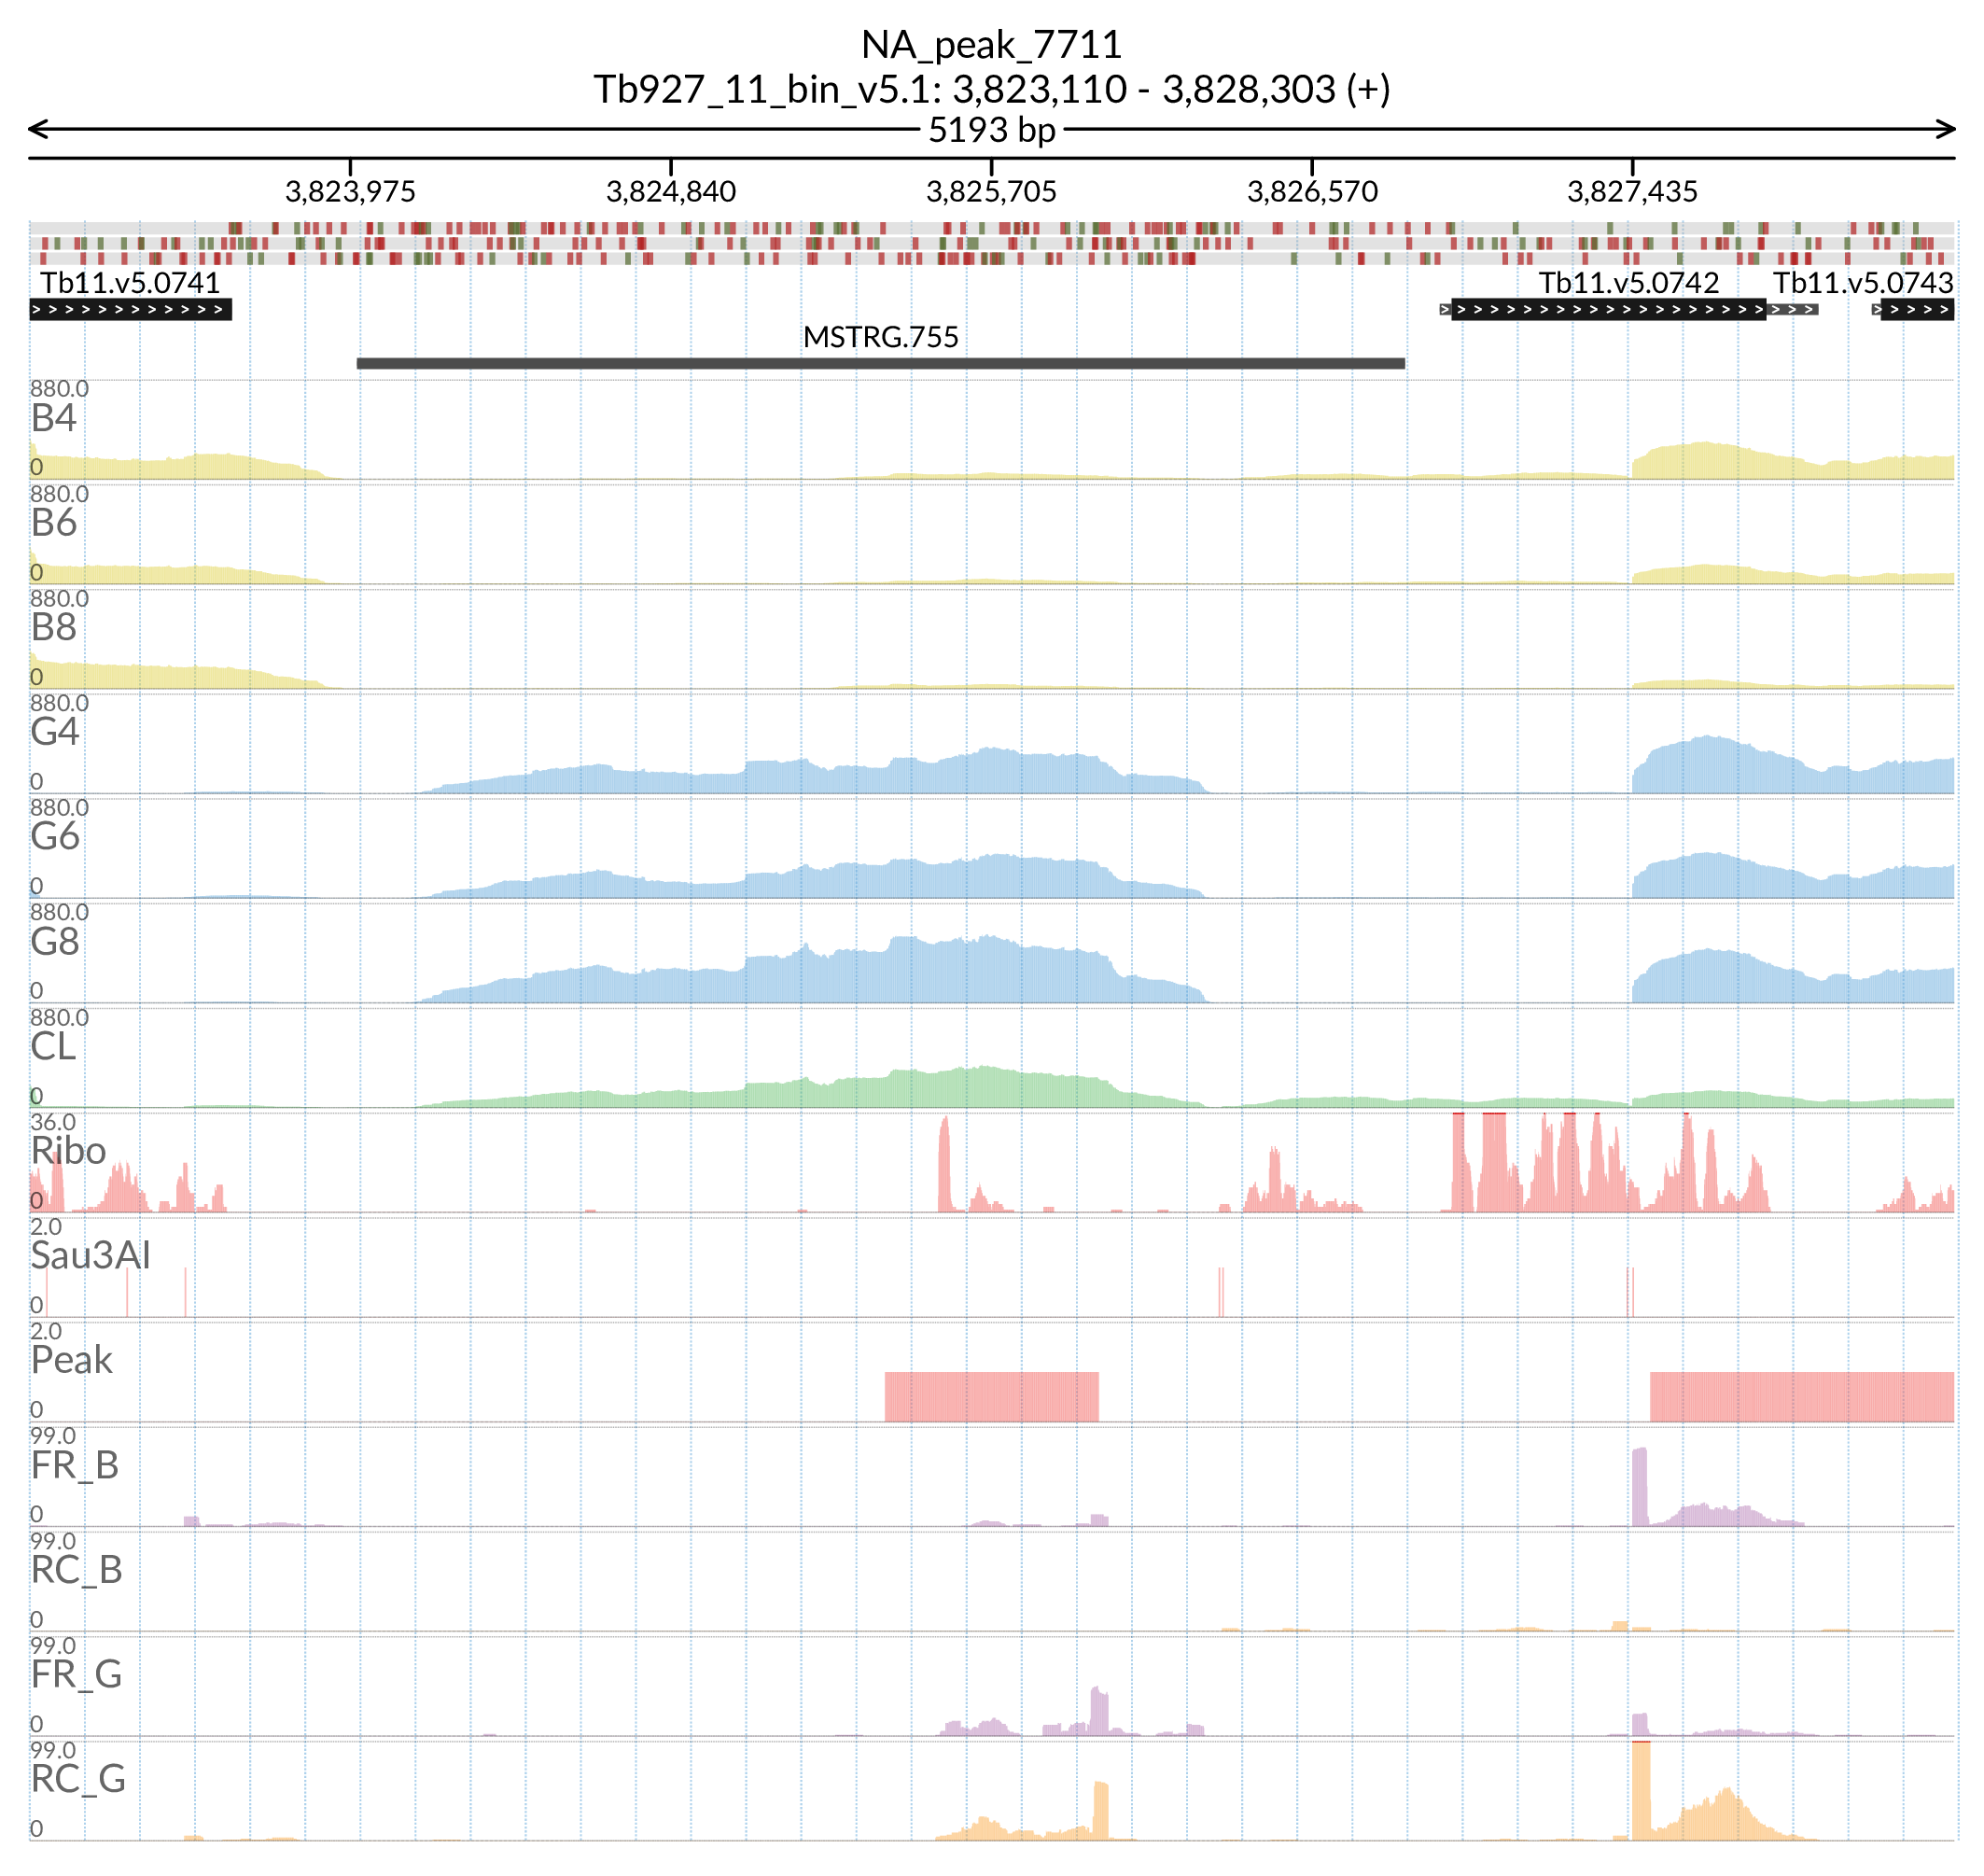 NA_peak_7711
Tb927_11_bin_v5.1: 3,823,110 - 3,828,303 (+)
5193 bp
3,823,975 3,824,840 3,825,705 3,826,570 3,827,435
Tb11.v5.0741 Tb11.v5.0742 Tb11.v5.0743
MSTRG.755
880.0
B4
0
880.0
B6
0
880.0
B8
0
880.0
G4
0
880.0
G6
0
880.0
G8
0
880.0
CL
0
36.0
Ribo
0
2.0
Sau3AI
0
2.0
Peak
0
99.0
FR_B
0
99.0
RC_B
0
99.0
FR_G
0
99.0
RC_G
0